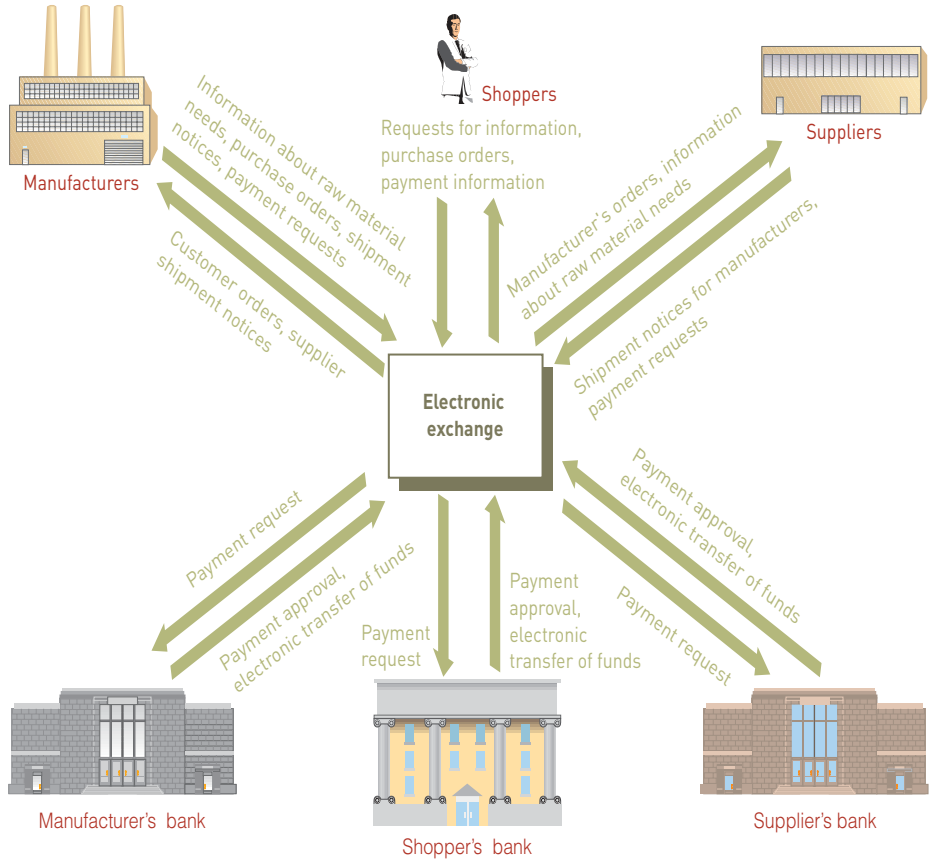 Manufacturers
Shoppers
Suppliers
Information about raw material
needs, purchase orders, shipment
notices, payment requests
Customer orders, supplier
shipment notices
Requests for information,
purchase orders,
payment information
Manufacturer's orders, information
about raw material needs
Shipment notices for manufacturers,
payment requests
Electronic
exchange
Payment request
Payment approval,
electronic transfer of funds
Payment
request
Payment
approval,
electronic
transfer of funds
Payment approval,
electronic transfer of funds
Payment request
Manufacturer's bank
Shopper's bank
Supplier's bank